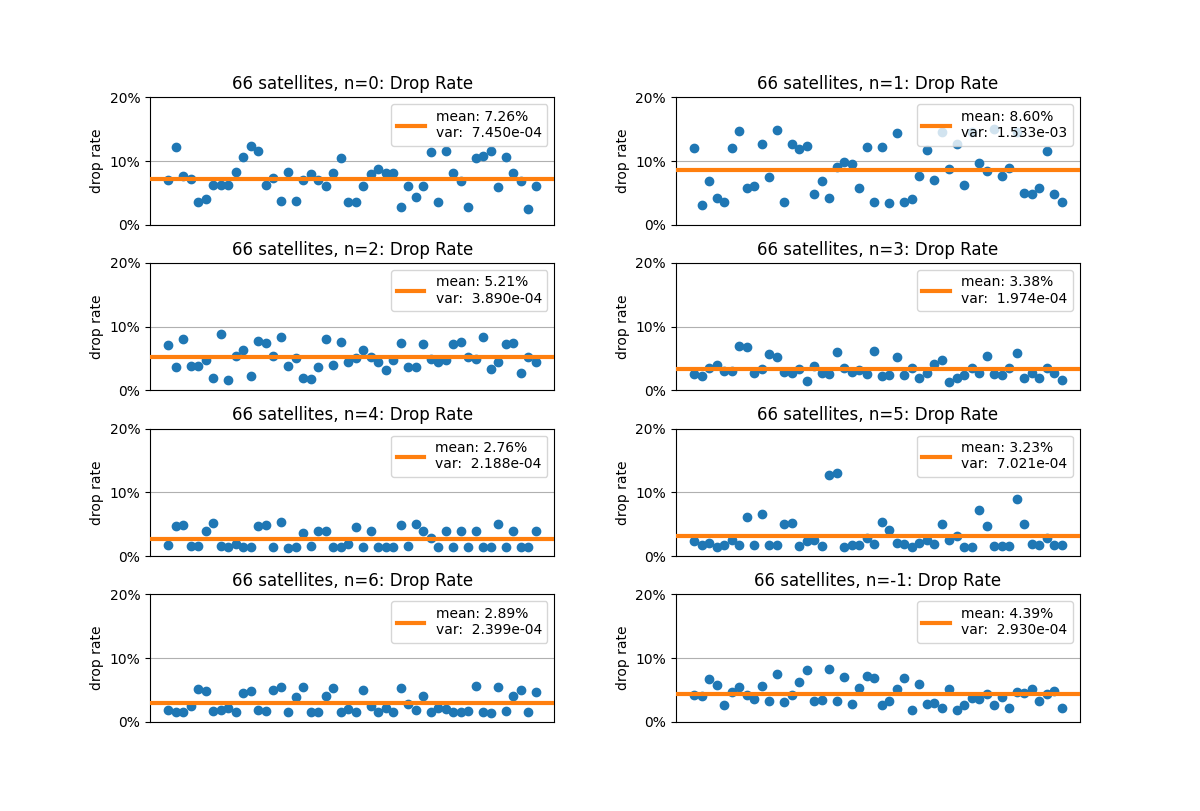 66 satellites, n=0: Drop Rate
20%
10%
0%
drop rate
mean: 7.26%
var: 7.450e-04
66 satellites, n=1: Drop Rate
20%
10%
0%
drop rate
mean: 8.60%
var: 1.533e-03
66 satellites, n=2: Drop Rate
20%
10%
0%
drop rate
mean: 5.21%
var: 3.890e-04
66 satellites, n=3: Drop Rate
20%
10%
0%
drop rate
mean: 3.38%
var: 1.974e-04
66 satellites, n=4: Drop Rate
20%
10%
0%
drop rate
mean: 2.76%
var: 2.188e-04
66 satellites, n=5: Drop Rate
20%
10%
0%
drop rate
mean: 3.23%
var: 7.021e-04
66 satellites, n=6: Drop Rate
20%
10%
0%
drop rate
mean: 2.89%
var: 2.399e-04
66 satellites, n=-1: Drop Rate
20%
10%
0%
drop rate
mean: 4.39%
var: 2.930e-04